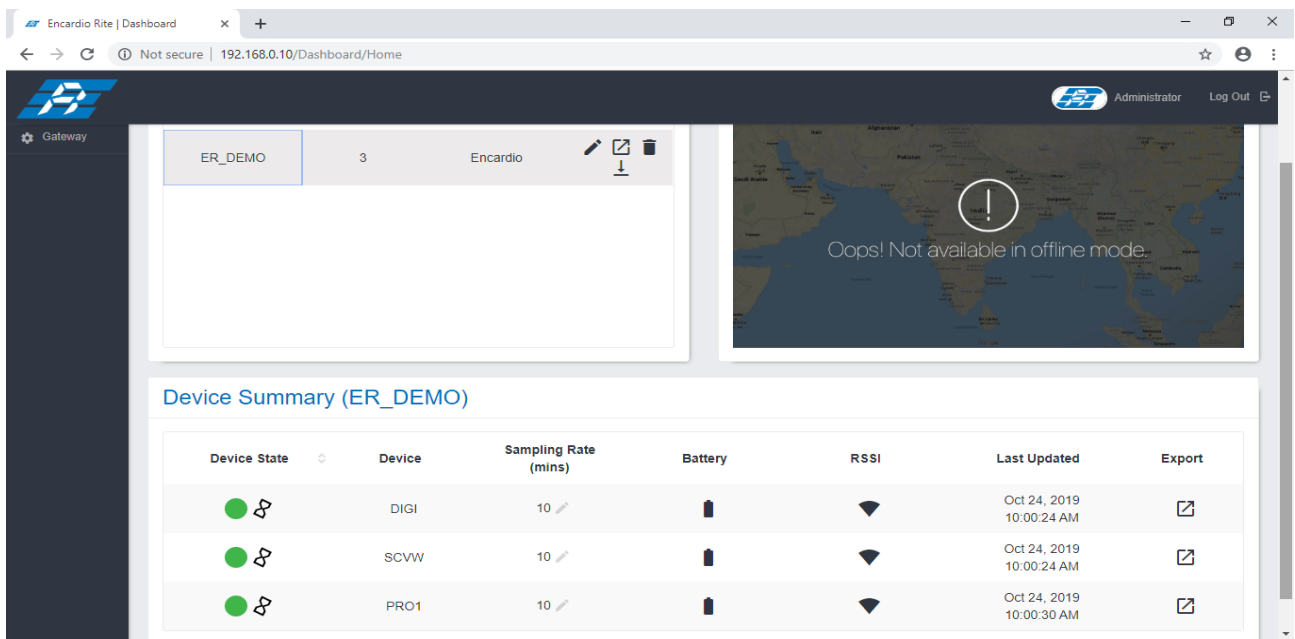 Encardio Rite | Dashboard
Not secure | 192.168.0.10/Dashboard/Home
Administrator Log Out
Gateway
ER_DEMO 3 Encardio
Oops! Not available in offline mode.
Device Summary (ER_DEMO)
Device State Device Sampling Rate (mins) Battery RSSI Last Updated Export
DIGI 10 Oct 24, 2019 10:00:24 AM
SCVW 10 Oct 24, 2019 10:00:24 AM
PRO1 10 Oct 24, 2019 10:00:30 AM